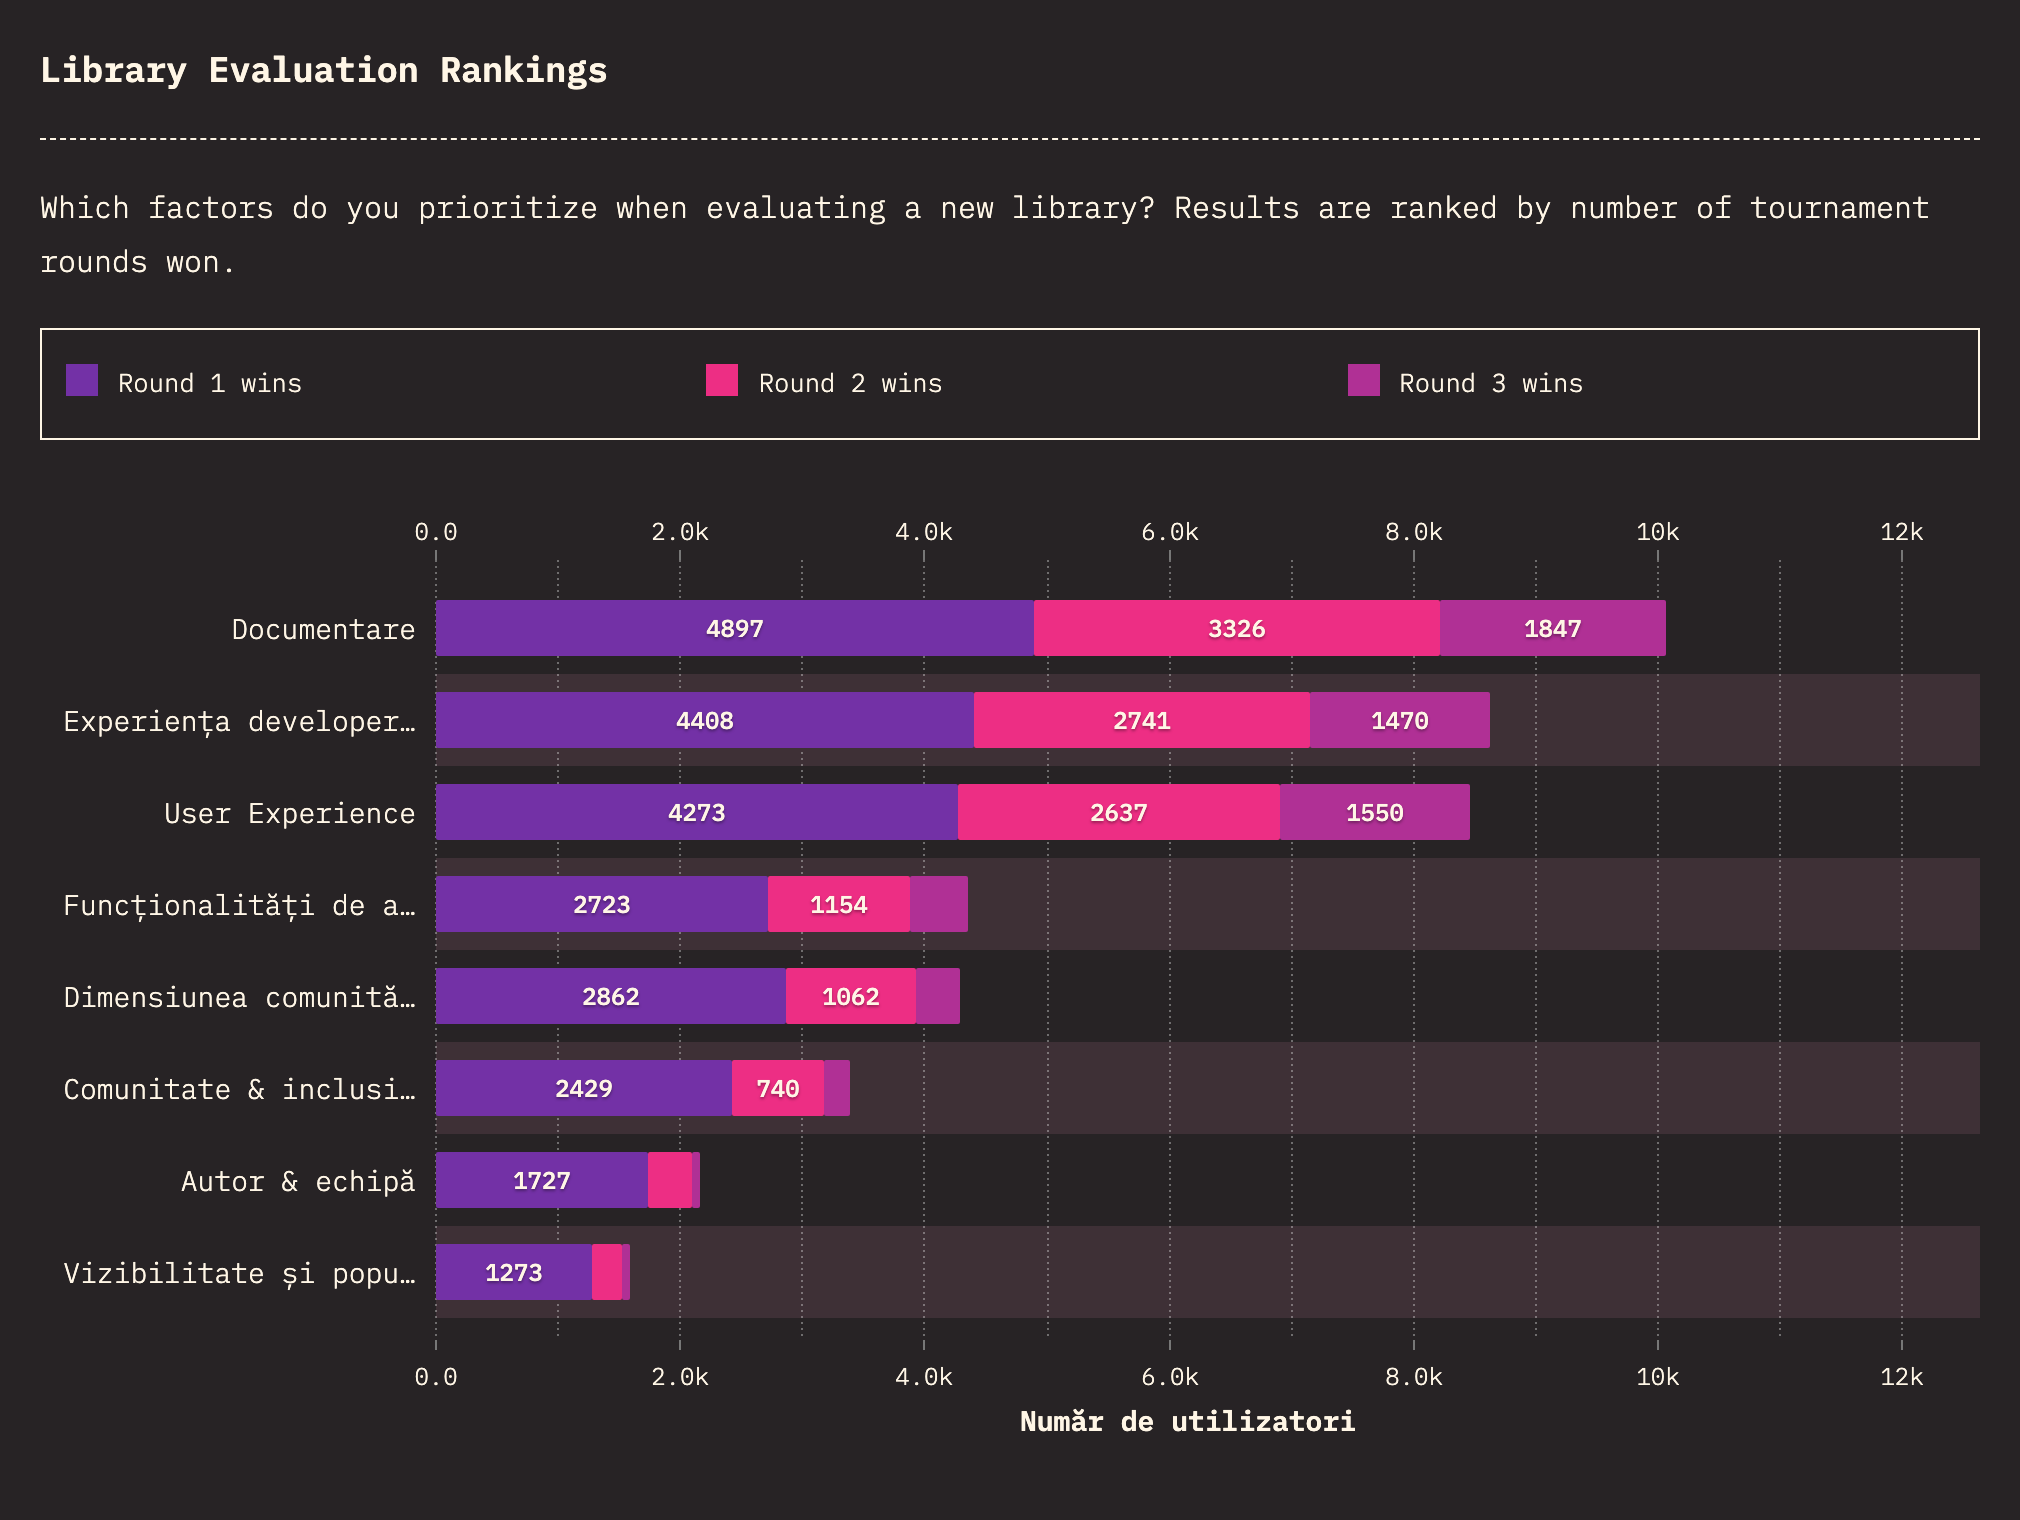 Library Evaluation Rankings
Which factors do you prioritize when evaluating a new library? Results are ranked by number of tournament
rounds won.
Round 1 wins Round 2 wins Round 3 wins
0.0 2.0k 4.0k 6.0k 8.0k 10k 12k
Documentare 4897 3326 1847
Experiența developer… 4408 2741 1470
User Experience 4273 2637 1550
Funcționalități de a… 2723 1154
Dimensiunea comunită… 2862 1062
Comunitate & inclusi… 2429 740
Autor & echipă 1727
Vizibilitate și popu… 1273
0.0 2.0k 4.0k 6.0k 8.0k 10k 12k
Număr de utilizatori